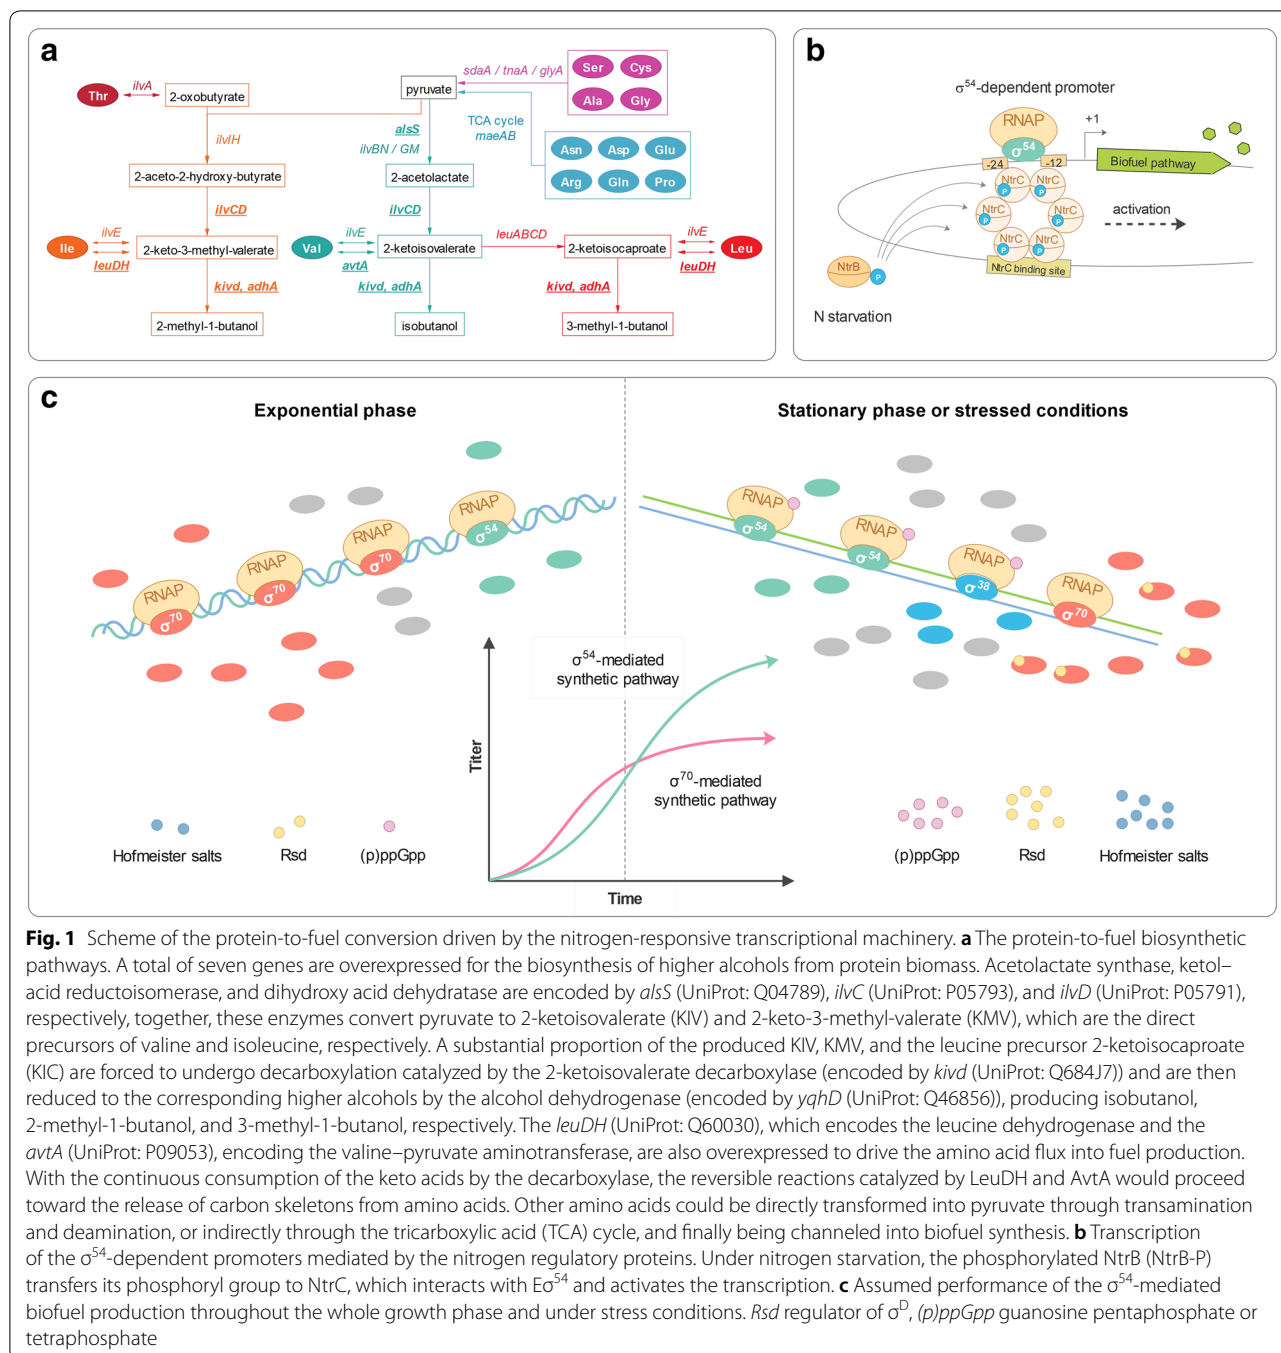 a
Thr
ilvA
2-oxobutyrate
pyruvate
sdaA / tnaA / glyA
Ser
Cys
Ala
Gly
ilvIH
alsS
ilvBN / GM
TCA cycle
maeAB
Asn
Asp
Glu
Arg
Gln
Pro
2-aceto-2-hydroxy-butyrate
2-acetolactate
ilvCD
ilvCD
Ile
ilvE
leuDH
2-keto-3-methyl-valerate
Val
ilvE
avtA
2-ketoisovalerate
leuABCD
2-ketoisocaproate
ilvE
leuDH
Leu
kivd, adhA
kivd, adhA
kivd, adhA
2-methyl-1-butanol
isobutanol
3-methyl-1-butanol
b
σ54-dependent promoter
RNAP
σ54
+1
-24
-12
Biofuel pathway
NtrC
P
NtrC
P
NtrC
P
NtrC
P
NtrC
P
NtrC
P
activation
NtrB
P
NtrC binding site
N starvation
c
Exponential phase
Stationary phase or stressed conditions
RNAP
σ70
RNAP
σ70
RNAP
σ70
RNAP
σ54
RNAP
σ54
RNAP
σ54
RNAP
σ38
RNAP
σ70
σ54-mediated
synthetic pathway
σ70-mediated
synthetic pathway
Titer
Time
Hofmeister salts
Rsd
(p)ppGpp
(p)ppGpp
Rsd
Hofmeister salts
Fig. 1 Scheme of the protein-to-fuel conversion driven by the nitrogen-responsive transcriptional machinery. a The protein-to-fuel biosynthetic
pathways. A total of seven genes are overexpressed for the biosynthesis of higher alcohols from protein biomass. Acetolactate synthase, ketol–
acid reductoisomerase, and dihydroxy acid dehydratase are encoded by alsS (UniProt: Q04789), ilvC (UniProt: P05793), and ilvD (UniProt: P05791),
respectively, together, these enzymes convert pyruvate to 2-ketoisovalerate (KIV) and 2-keto-3-methyl-valerate (KMV), which are the direct
precursors of valine and isoleucine, respectively. A substantial proportion of the produced KIV, KMV, and the leucine precursor 2-ketoisocaproate
(KIC) are forced to undergo decarboxylation catalyzed by the 2-ketoisovalerate decarboxylase (encoded by kivd (UniProt: Q684J7)) and are then
reduced to the corresponding higher alcohols by the alcohol dehydrogenase (encoded by yqhD (UniProt: Q46856)), producing isobutanol,
2-methyl-1-butanol, and 3-methyl-1-butanol, respectively. The leuDH (UniProt: Q60030), which encodes the leucine dehydrogenase and the
avtA (UniProt: P09053), encoding the valine–pyruvate aminotransferase, are also overexpressed to drive the amino acid flux into fuel production.
With the continuous consumption of the keto acids by the decarboxylase, the reversible reactions catalyzed by LeuDH and AvtA would proceed
toward the release of carbon skeletons from amino acids. Other amino acids could be directly transformed into pyruvate through transamination
and deamination, or indirectly through the tricarboxylic acid (TCA) cycle, and finally being channeled into biofuel synthesis. b Transcription
of the σ54-dependent promoters mediated by the nitrogen regulatory proteins. Under nitrogen starvation, the phosphorylated NtrB (NtrB-P)
transfers its phosphoryl group to NtrC, which interacts with Eσ54 and activates the transcription. c Assumed performance of the σ54-mediated
biofuel production throughout the whole growth phase and under stress conditions. Rsd regulator of σD, (p)ppGpp guanosine pentaphosphate or
tetraphosphate